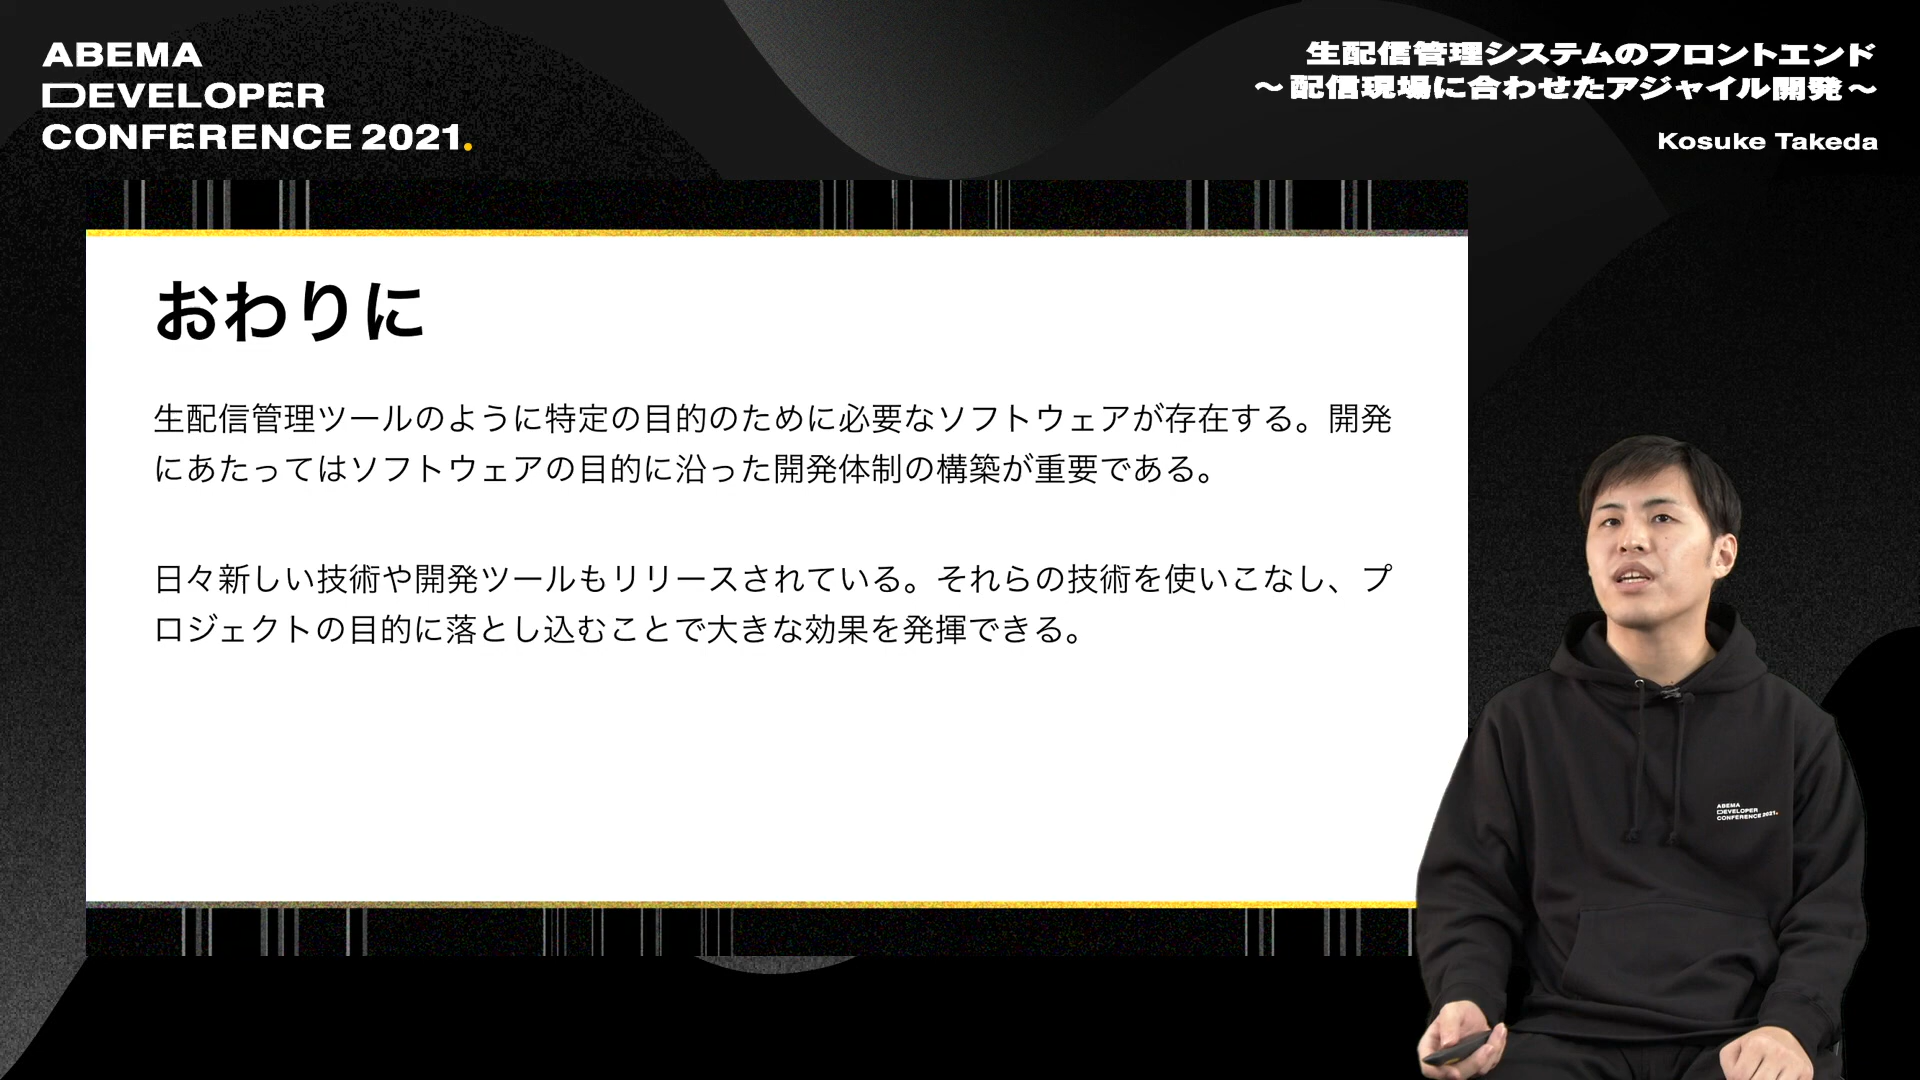 ABEMA
DEVELOPER
CONFERENCE 2021.
生配信管理システムのフロントエンド
〜配信現場に合わせたアジャイル開発〜
Kosuke Takeda
おわりに
生配信管理ツールのように特定の目的のために必要なソフトウェアが存在する。開発
にあたってはソフトウェアの目的に沿った開発体制の構築が重要である。
日々新しい技術や開発ツールもリリースされている。それらの技術を使いこなし、プ
ロジェクトの目的に落とし込むことで大きな効果を発揮できる。
ABEMA
DEVELOPER
CONFERENCE 2021.